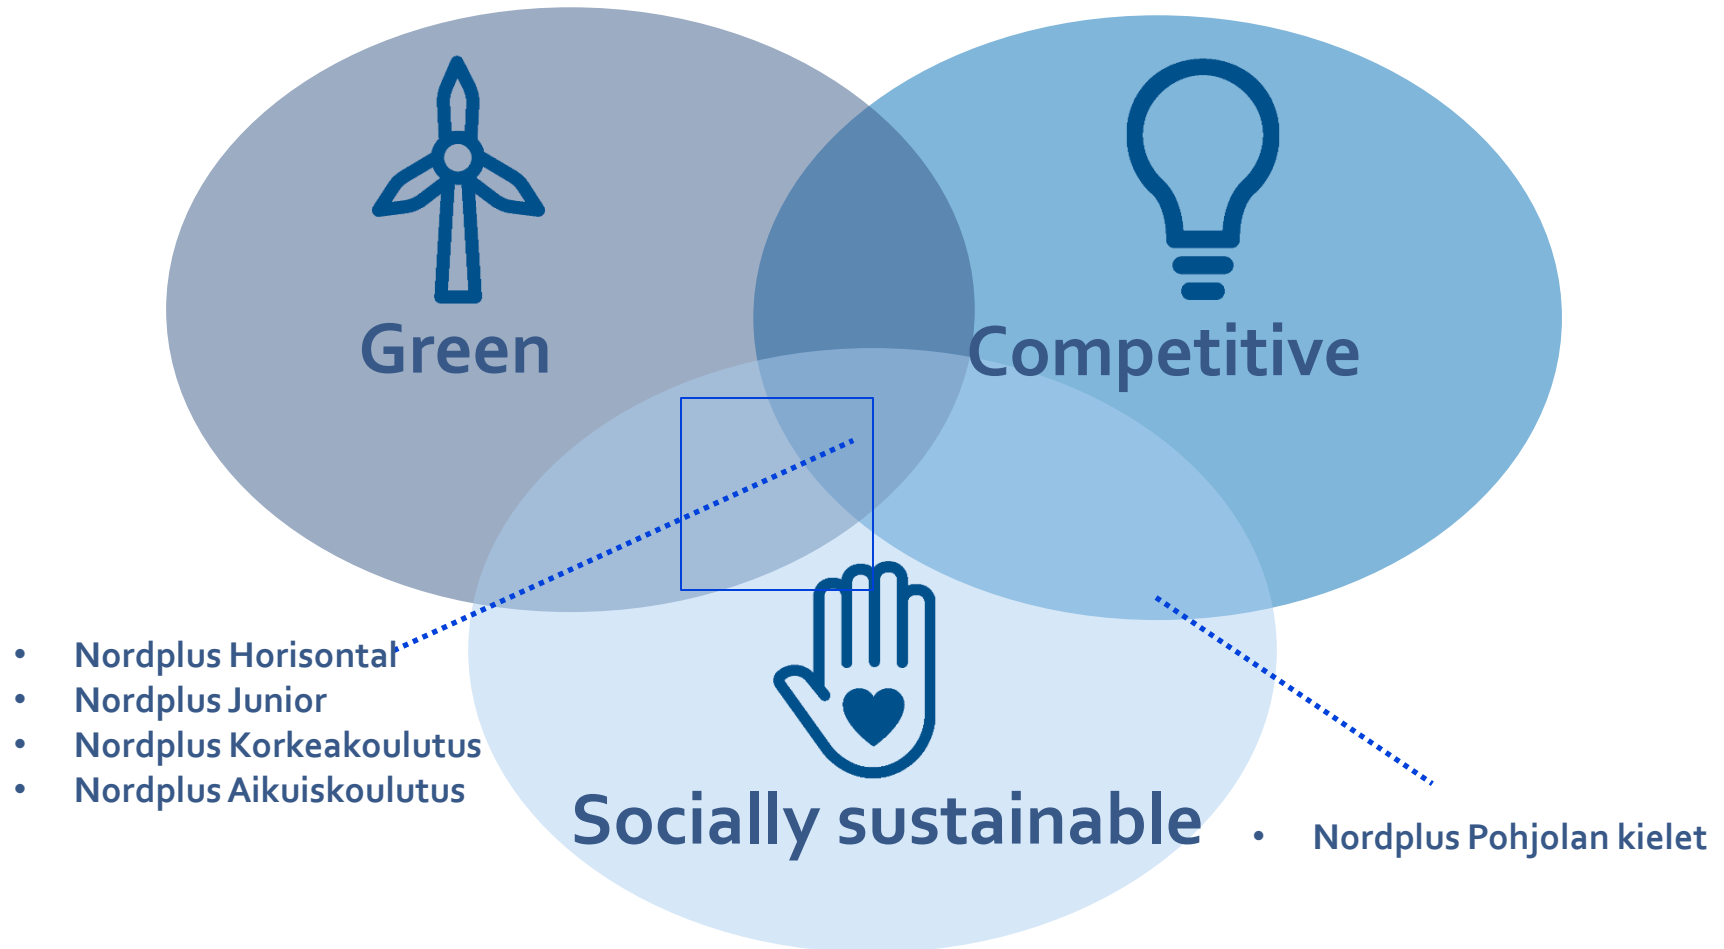 Green
Competitive
• Nordplus Horisontal
• Nordplus Junior
• Nordplus Korkeakoulutus
• Nordplus Aikuiskoulutus
Socially sustainable
• Nordplus Pohjolan kielet